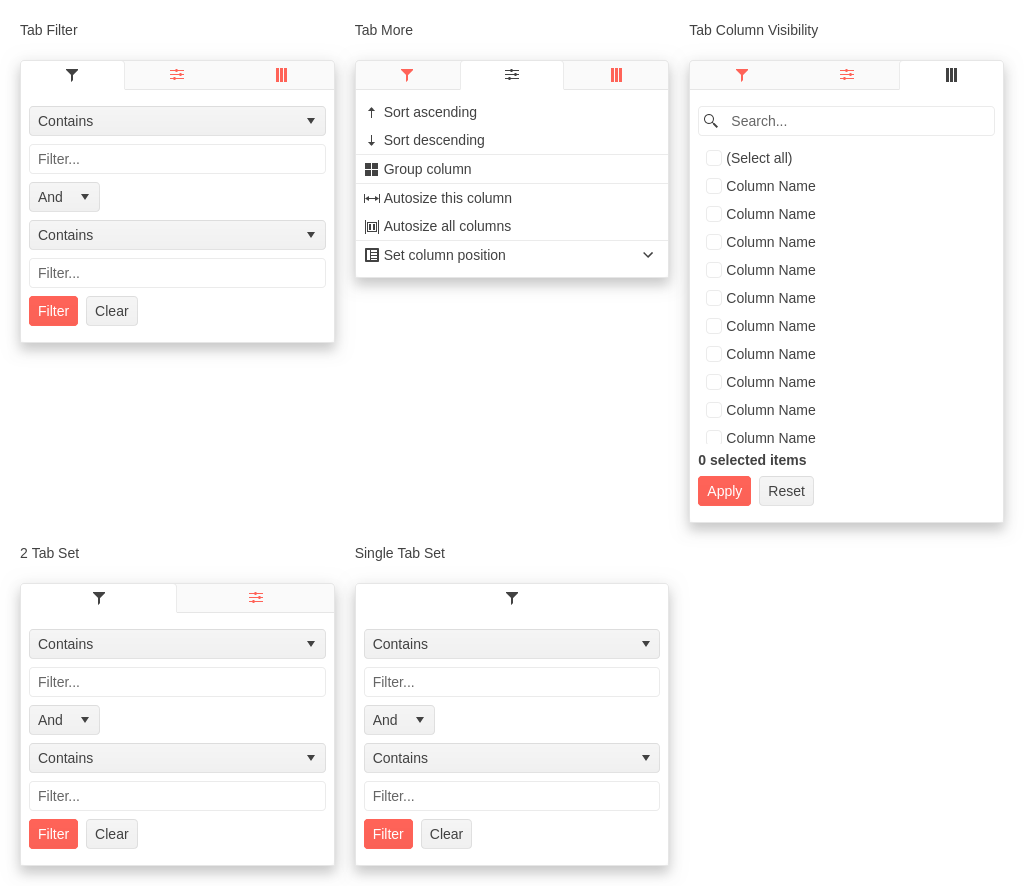 Tab Filter
Contains
Filter...
And
Contains
Filter...
Filter Clear
Tab More
Sort ascending
Sort descending
Group column
Autosize this column
Autosize all columns
Set column position
Tab Column Visibility
Search...
(Select all)
Column Name
Column Name
Column Name
Column Name
Column Name
Column Name
Column Name
Column Name
Column Name
Column Name
0 selected items
Apply Reset
2 Tab Set
Contains
Filter...
And
Contains
Filter...
Filter Clear
Single Tab Set
Contains
Filter...
And
Contains
Filter...
Filter Clear